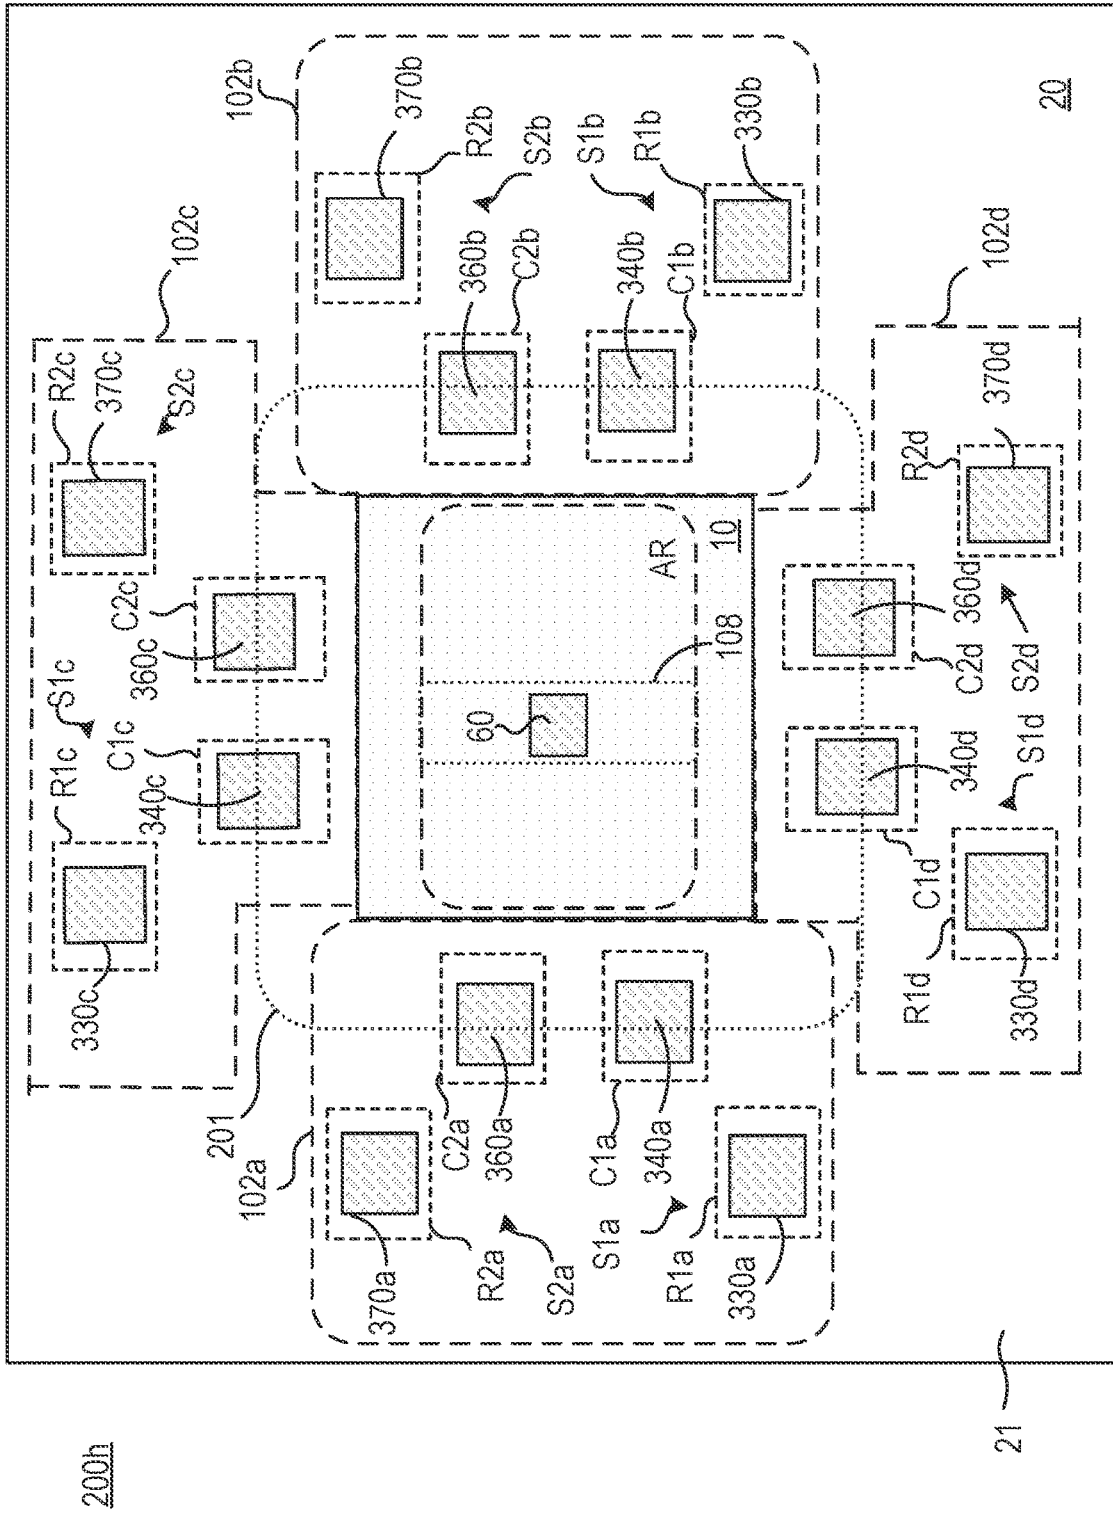 200h
21
20
102a
102b
102c
102d
201
370a
R2a
S2a
C2a
360a
S1a
R1a
330a
C1a
340a
370b
R2b
S2b
360b
C2b
S1b
R1b
330b
340b
C1b
330c
R1c
S1c
340c
C1c
360c
C2c
R2c
370c
S2c
330d
R1d
S1d
C1d
340d
C2d
360d
S2d
R2d
370d
60
108
AR
10